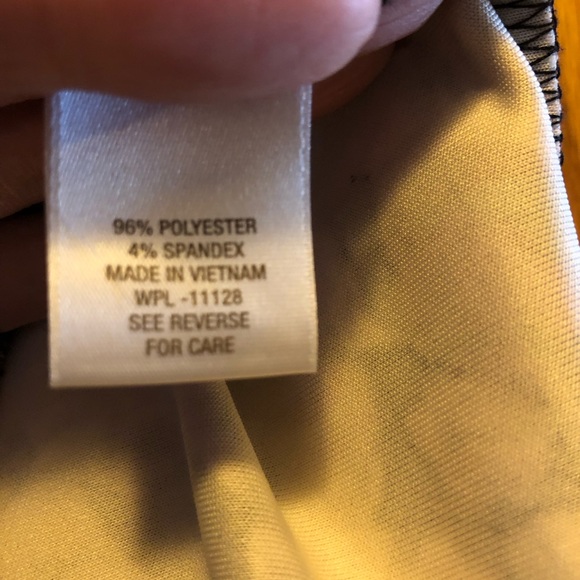 96% POLYESTER
4% SPANDEX
MADE IN VIETNAM
WPL -11128
SEE REVERSE
FOR CARE